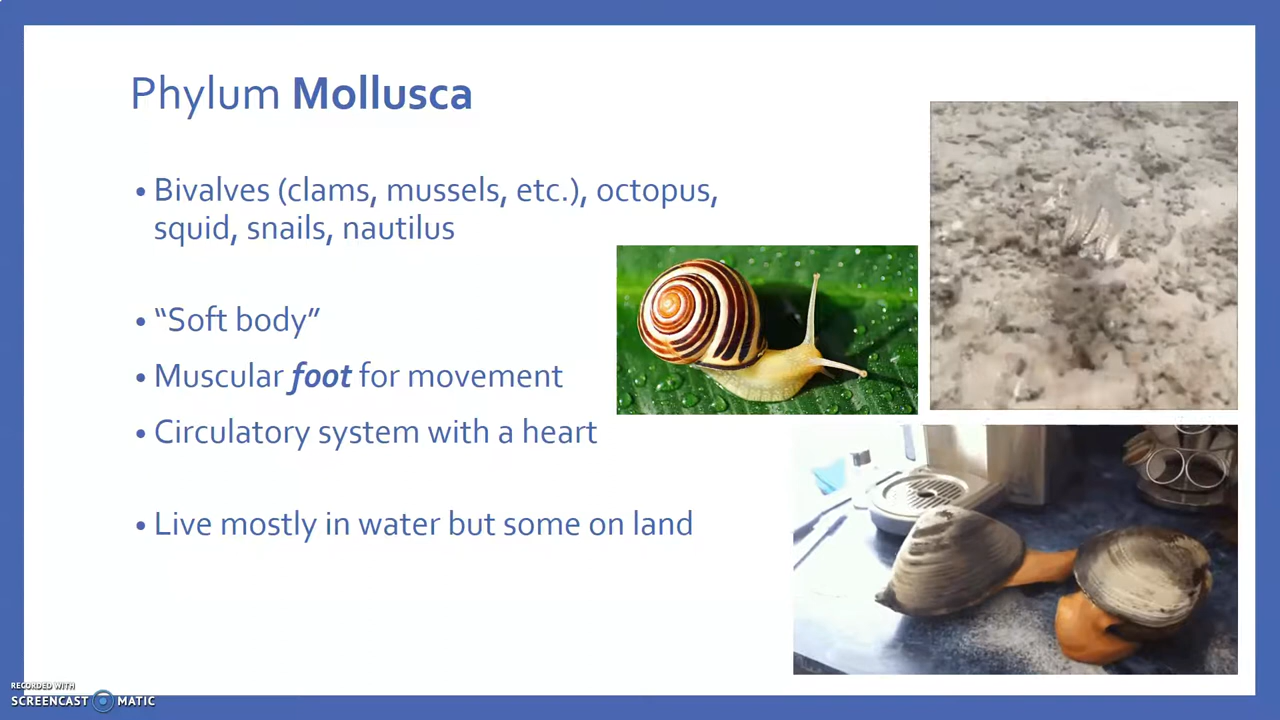 Phylum Mollusca
• Bivalves (clams, mussels, etc.), octopus,
squid, snails, nautilus
• “Soft body”
• Muscular foot for movement
• Circulatory system with a heart
• Live mostly in water but some on land
RECORDED WITH
SCREENCAST MATIC